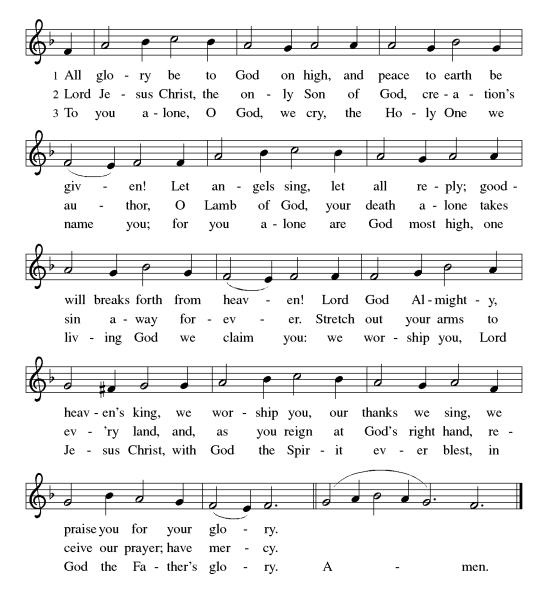 1 All glo - ry be to God on high, and peace to earth be
2 Lord Je - sus Christ, the on - ly Son of God, cre - a - tion's
3 To you a - lone, O God, we cry, the Ho - ly One we
giv - en! Let an - gels sing, let all re - ply; good -
au - thor, O Lamb of God, your death a - lone takes
name you; for you a - lone are God most high, one
will breaks forth from heav - en! Lord God Al - might - y,
sin a - way for - ev - er. Stretch out your arms to
liv - ing God we claim you: we wor - ship you, Lord
heav - en's king, we wor - ship you, our thanks we sing, we
ev - 'ry land, and, as you reign at God's right hand, re -
Je - sus Christ, with God the Spir - it ev - er blest, in
praise you for your glo - ry.
ceive our prayer; have mer - cy.
God the Fa - ther's glo - ry. A - men.